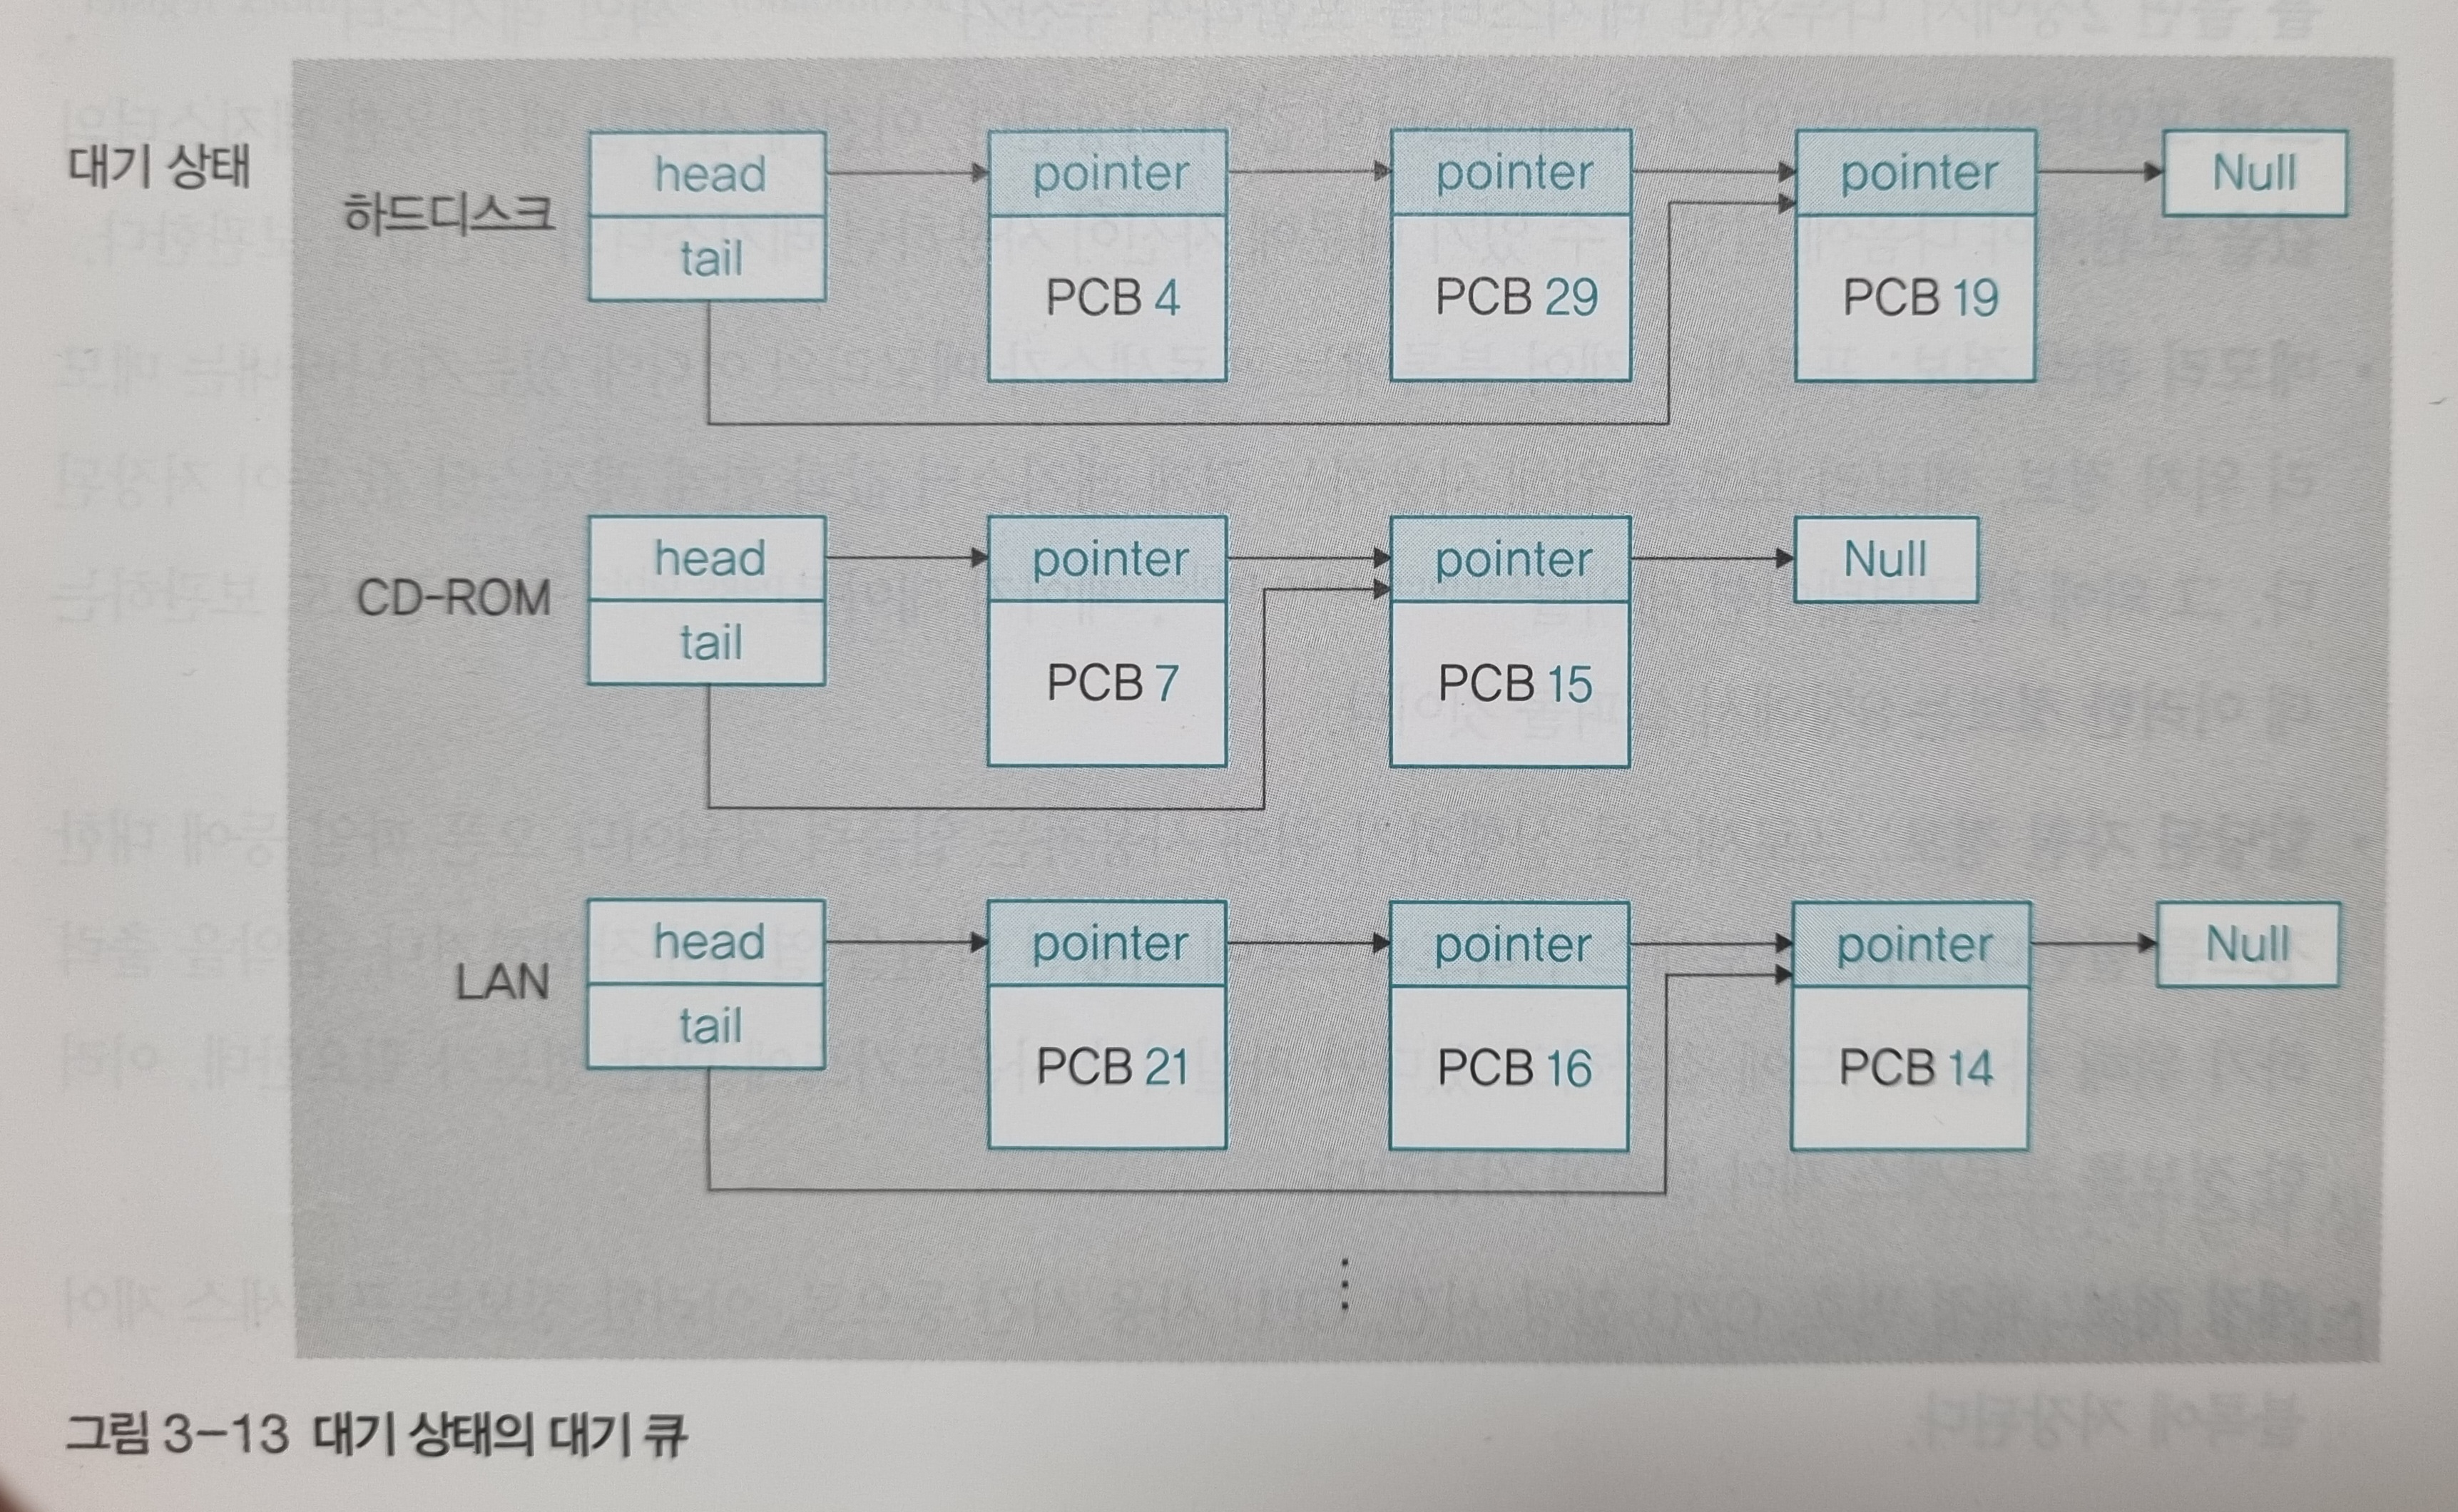 대기 상태
하드디스크
head
tail
pointer
PCB 4
pointer
PCB 29
pointer
PCB 19
Null
CD-ROM
head
tail
pointer
PCB 7
pointer
PCB 15
Null
LAN
head
tail
pointer
PCB 21
pointer
PCB 16
pointer
PCB 14
Null
그림 3-13 대기 상태의 대기 큐